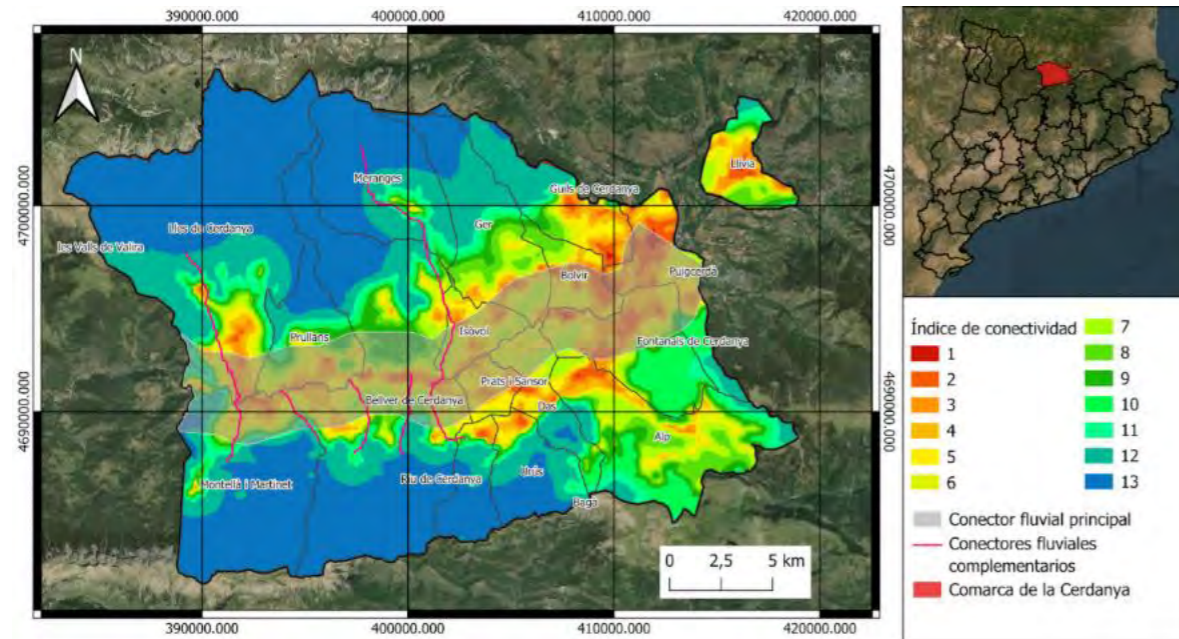 390000.000 400000.000 410000.000 420000.000
N
Llívia
Meranges
Guils de Cerdanya
4700000.000 4700000.000
Lles de Cerdanya
Ger
les Valls de Valira
Bolvir
Puigcerdà
Prullans
Isòvol
Fontanals de Cerdanya
Prats i Sansor
4690000.000 4690000.000
Bellver de Cerdanya
Das
Alp
Urús
Riu de Cerdanya
Montellà i Martinet
Bagà
0 2,5 5 km
390000.000 400000.000 410000.000 420000.000
Índice de conectividad
1
2
3
4
5
6
7
8
9
10
11
12
13
Conector fluvial principal
Conectores fluviales
complementarios
Comarca de la Cerdanya